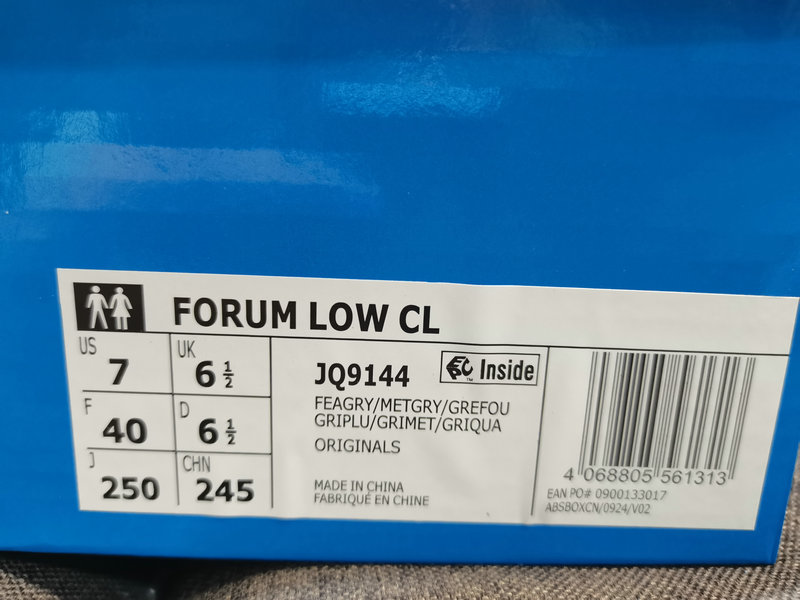 FORUM LOW CL
US 7
UK 6 1/2
F 40
D 6 1/2
J 250
CHN 245
JQ9144
Inside
FEAGRY/METGRY/GREFOU
GRIPLU/GRIMET/GRIQUA
ORIGINALS
MADE IN CHINA
FABRIQUÉ EN CHINE
4 068805 561313
EAN PO# 0900133017
ABSBOXCN/0924/V02